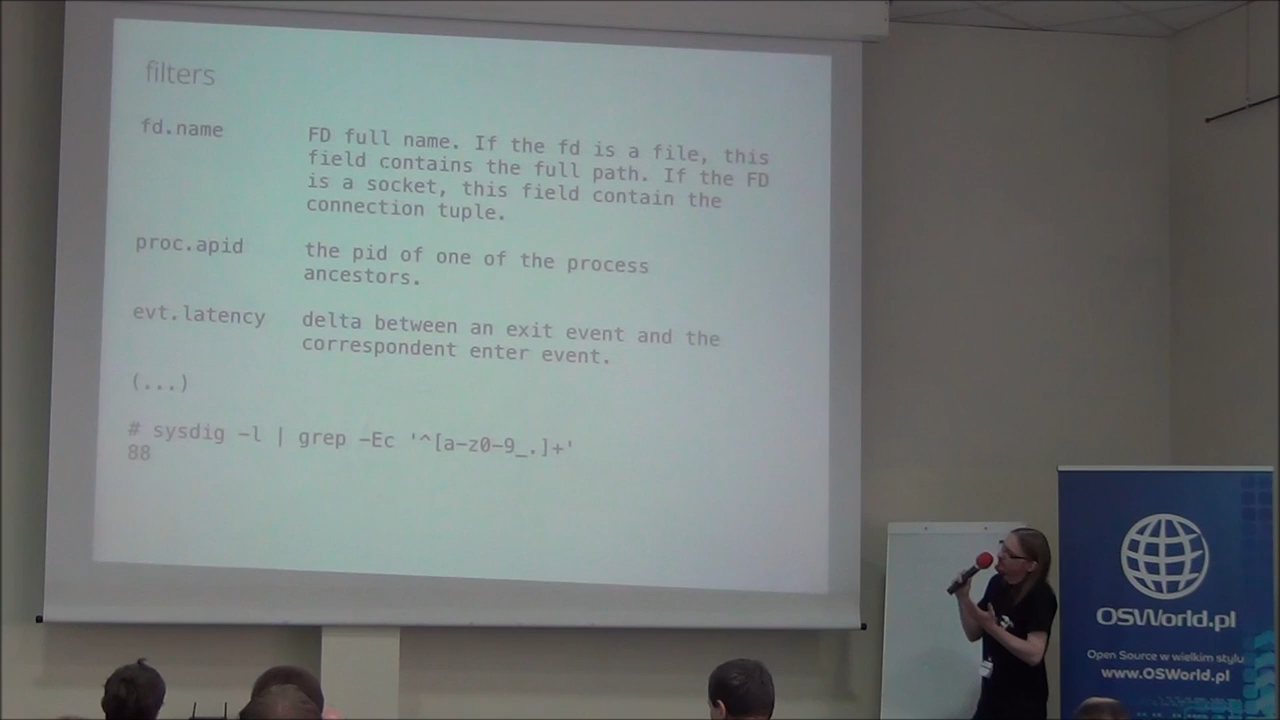 filters
fd.name FD full name. If the fd is a file, this
field contains the full path. If the FD
is a socket, this field contain the
connection tuple.
proc.apid the pid of one of the process
ancestors.
evt.latency delta between an exit event and the
correspondent enter event.
(...)
# sysdig -l | grep -Ec '^[a-z0-9_.]+'
88
OSWorld.pl
Open Source w wielkim stylu
www.OSWorld.pl